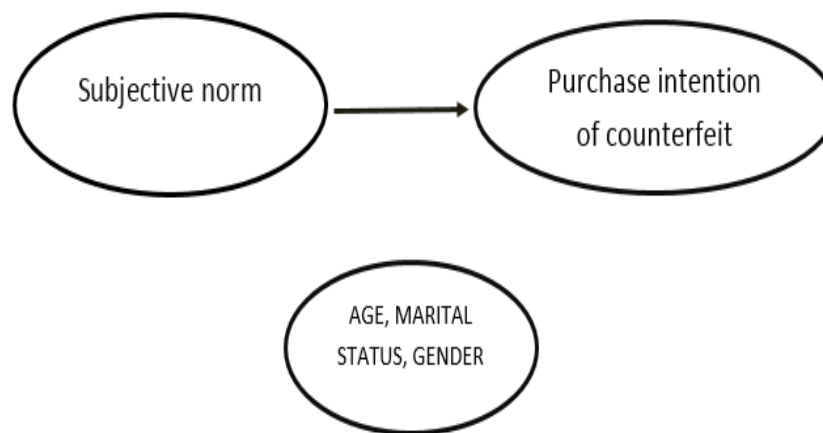 Subjective norm
Purchase intention
of counterfeit
AGE, MARITAL
STATUS, GENDER